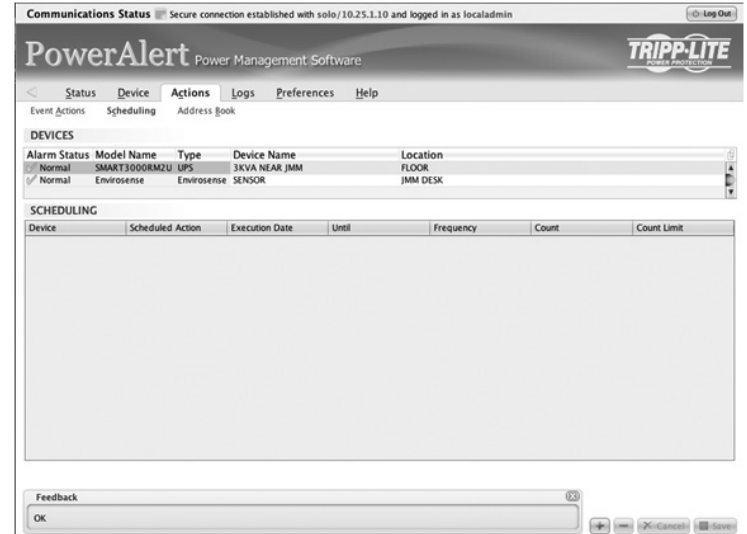 Communications Status Secure connection established with solo/10.25.1.10 and logged in as localadmin Log Out
PowerAlert Power Management Software TRIPP·LITE
POWER PROTECTION
Status Device Actions Logs Preferences Help
Event Actions Scheduling Address Book
DEVICES
Alarm Status Model Name Type Device Name Location
Normal SMART3000RM2U UPS 3KVA NEAR JMM FLOOR
Normal Envirosense Envirosense SENSOR JMM DESK
SCHEDULING
Device Scheduled Action Execution Date Until Frequency Count Count Limit
Feedback
OK
Cancel Save